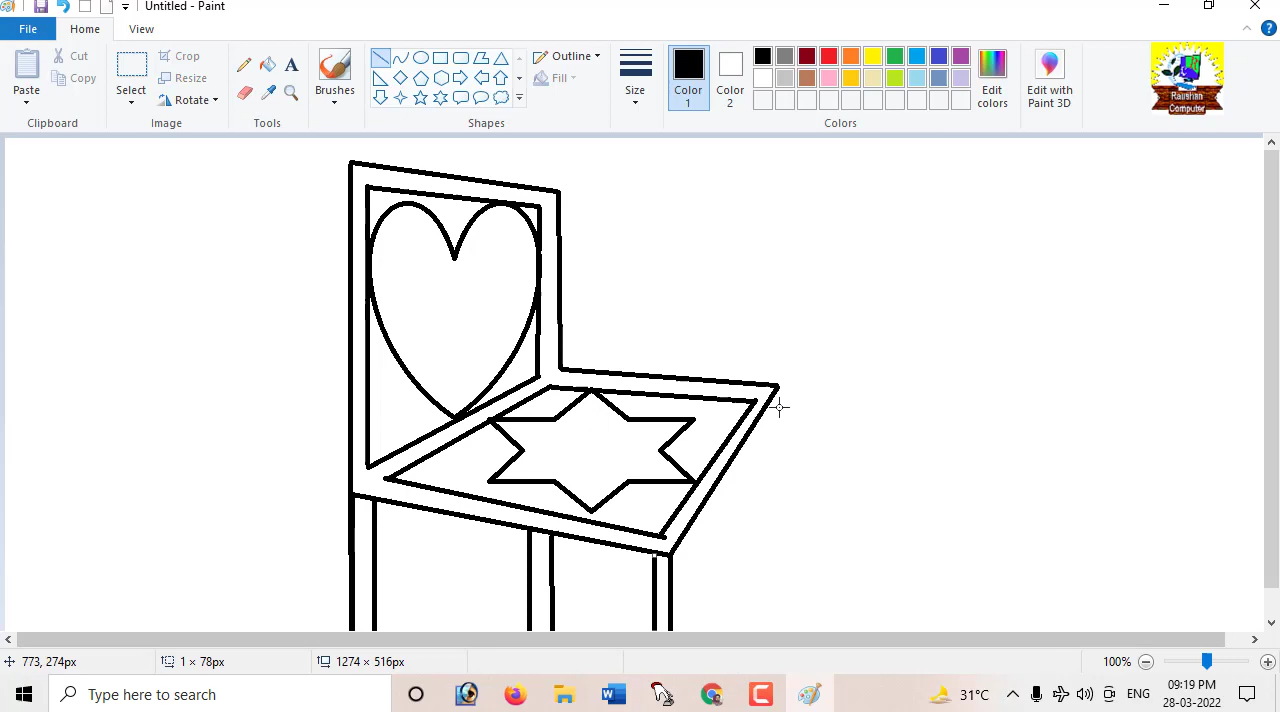 Untitled - Paint
File Home View
Paste
Cut
Copy
Clipboard
Select
Crop
Resize
Rotate
Image
Tools
Brushes
Outline
Fill
Shapes
Size
Color 1
Color 2
Edit colors
Colors
Edit with Paint 3D
Raushan
Computer
773, 274px
1 × 78px
1274 × 516px
100%
Type here to search
31°C
ENG
09:19 PM
28-03-2022